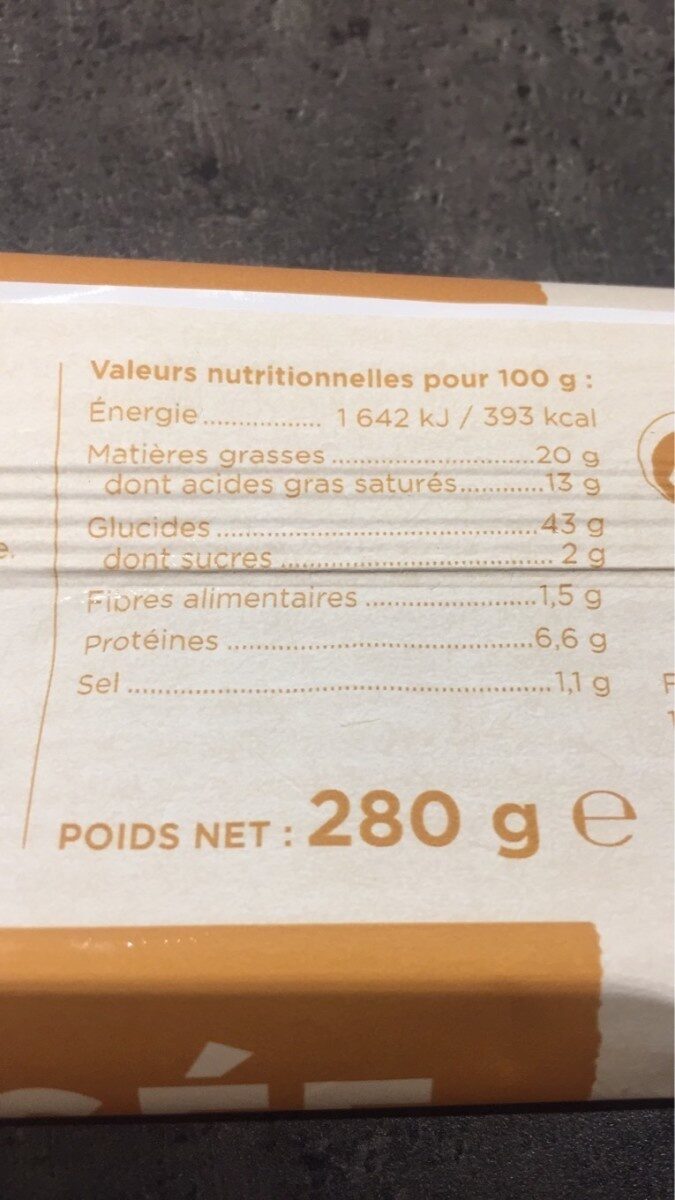 Valeurs nutritionnelles pour 100 g :
Énergie.................. 1 642 kJ / 393 kcal
Matières grasses ..............................20 g
dont acides gras saturés..............13 g
Glucides ..............................................43 g
dont sucres ...................................... 2 g
Fibres alimentaires .........................1,5 g
Protéines ...........................................6,6 g
Sel ............................................................1,1 g
POIDS NET : 280 g e